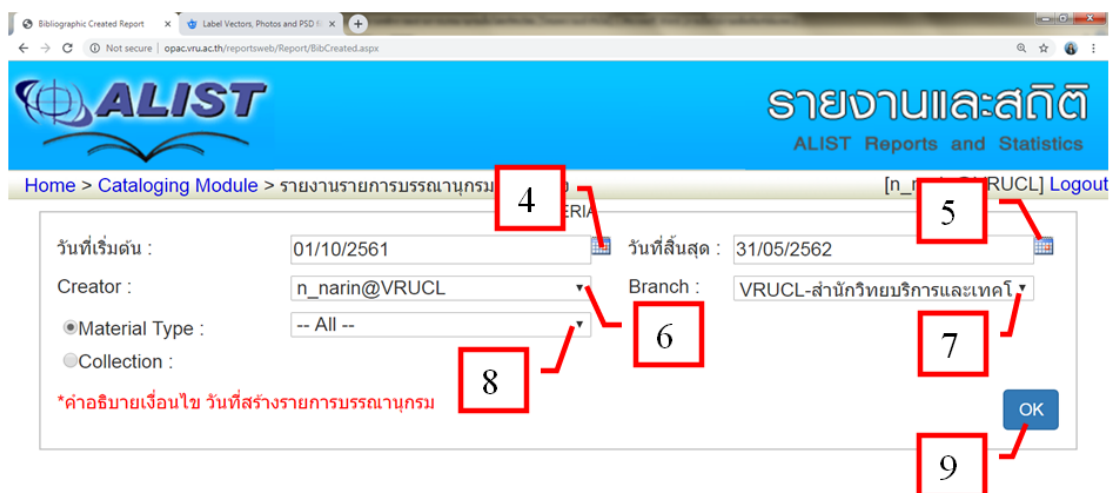 Bibliographic Created Report
Label Vectors, Photos and PSD fi
Not secure | opac.vru.ac.th/reportsweb/Report/BibCreated.aspx
ALIST
รายงานและสถิติ
ALIST Reports and Statistics
Home > Cataloging Module > รายงานรายการบรรณานุกรม
Logout
4
5
วันที่เริ่มต้น : 01/10/2561 วันที่สิ้นสุด : 31/05/2562
Creator : n_narin@VRUCL Branch : VRUCL-สำนักวิทยบริการและเทคโ
Material Type : -- All --
6
7
Collection :
8
*คำอธิบายเงื่อนไข วันที่สร้างรายการบรรณานุกรม
OK
9